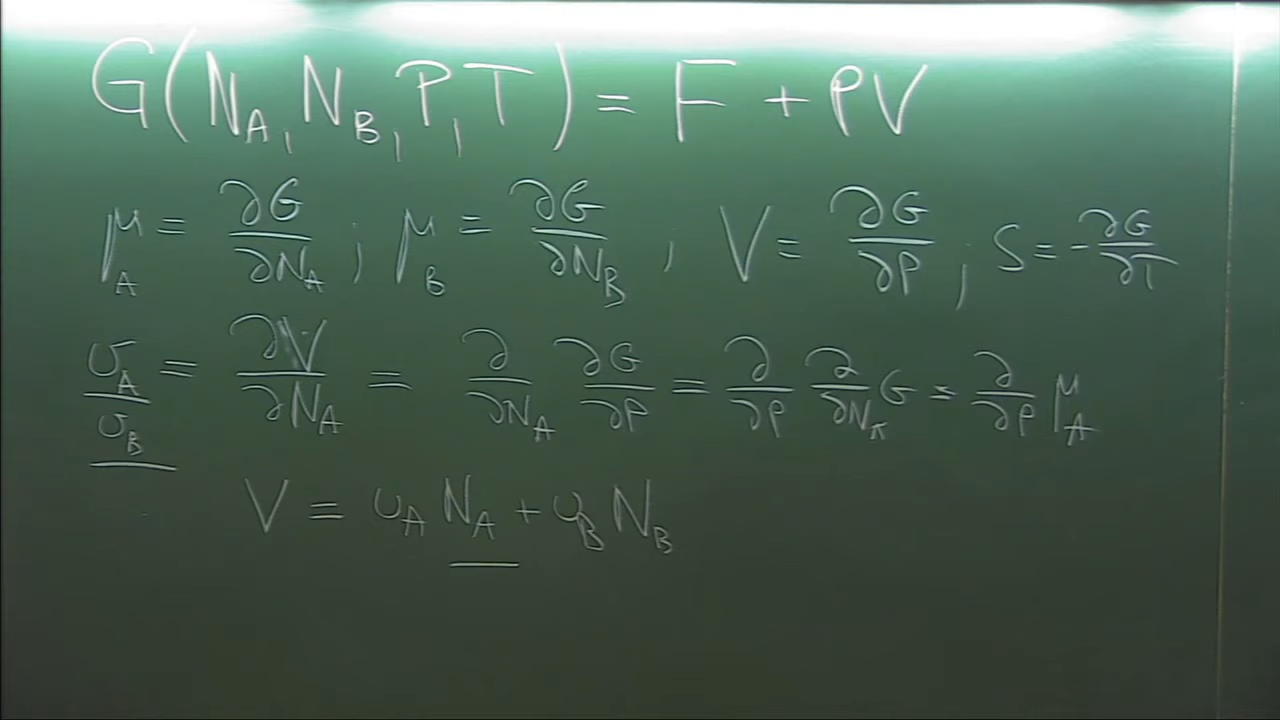 G(N_A, N_B, P, T) = F + PV
μ_A = ∂G/∂N_A ; μ_B = ∂G/∂N_B , V = ∂G/∂P ; S = -∂G/∂T
υ_A/υ_B = ∂V/∂N_A = ∂/∂N_A ∂G/∂P = ∂/∂P ∂/∂N_A G = ∂/∂P μ_A
V = υ_A N_A + υ_B N_B